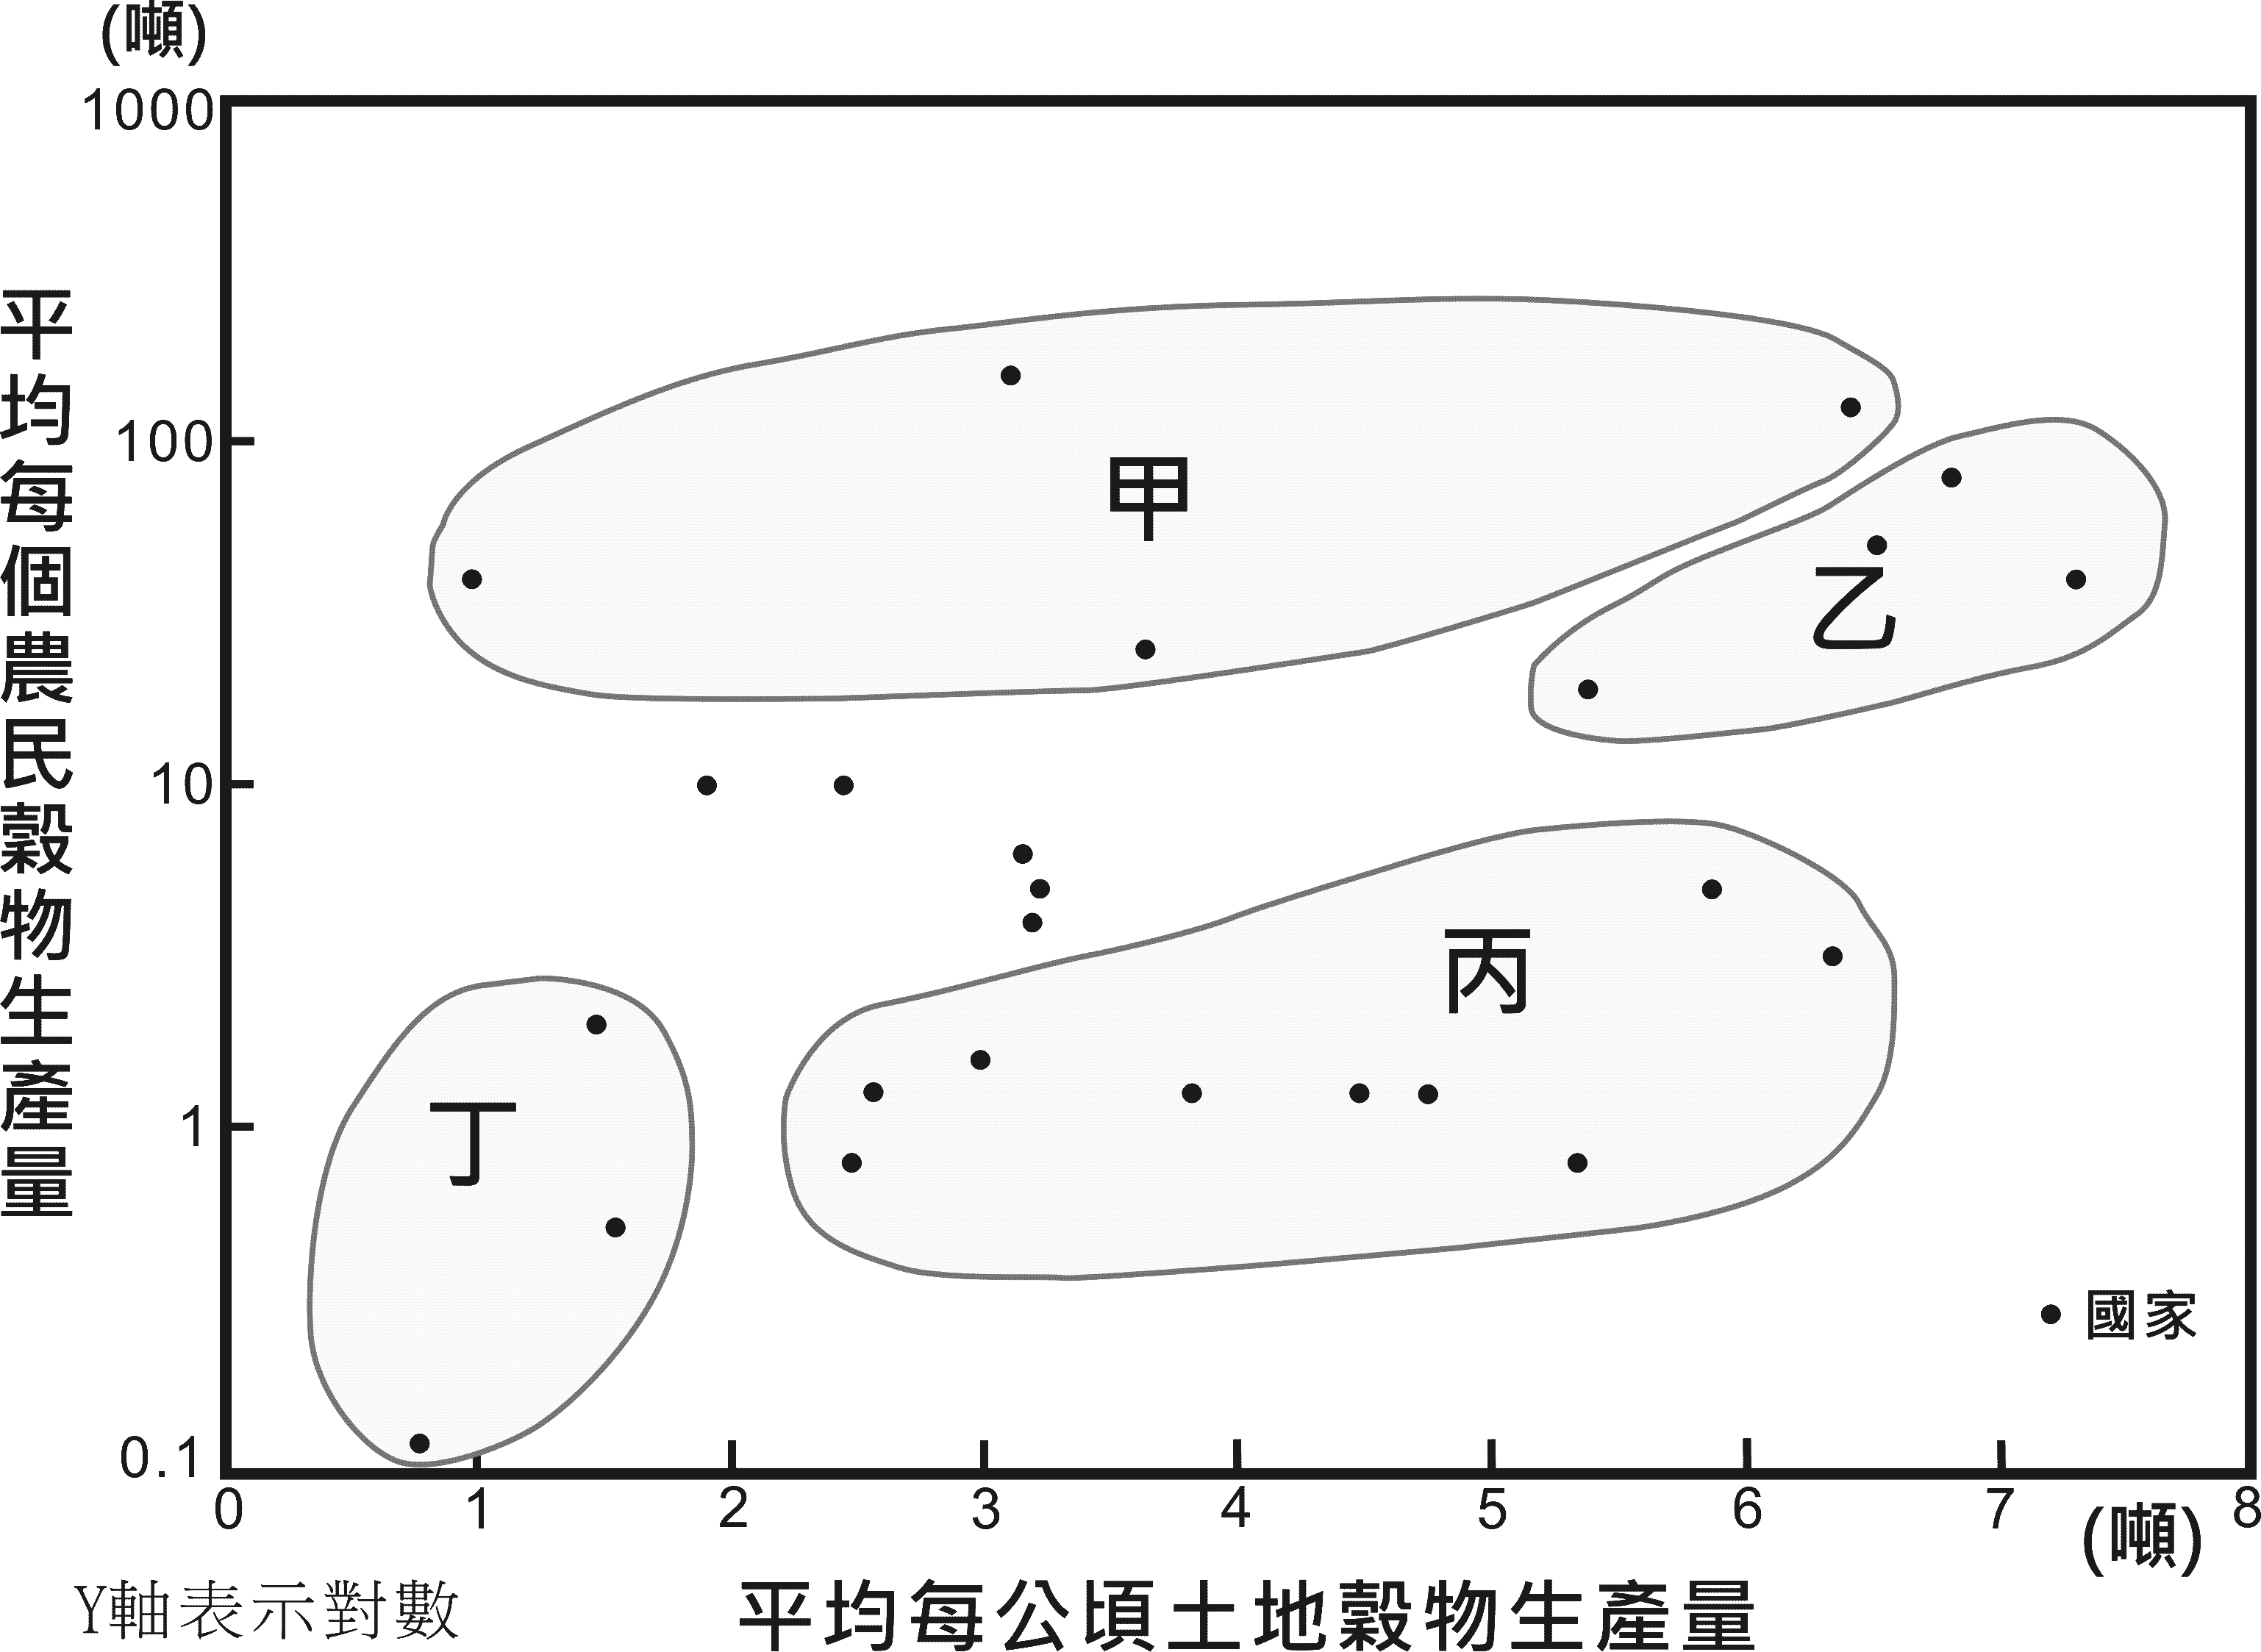 (噸)
1000
100
10
1
0.1
平均每個農民穀物生產量
甲
乙
丙
丁
國家
0 1 2 3 4 5 6 7 8
(噸)
Y軸表示對數
平均每公頃土地穀物生產量